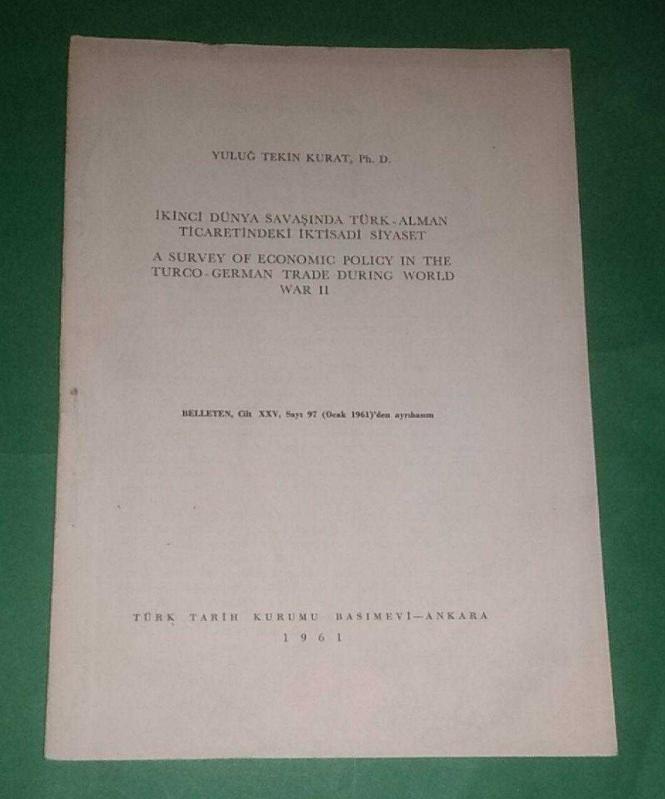 YULUĞ TEKİN KURAT, Ph. D.
İKİNCİ DÜNYA SAVAŞINDA TÜRK-ALMAN
TİCARETİNDEKİ İKTİSADİ SİYASET
A SURVEY OF ECONOMIC POLICY IN THE
TURCO-GERMAN TRADE DURING WORLD
WAR II
BELLETEN, Cilt XXV, Sayı 97 (Ocak 1961)'den ayrıbasım
TÜRK TARİH KURUMU BASIMEVİ—ANKARA
1961